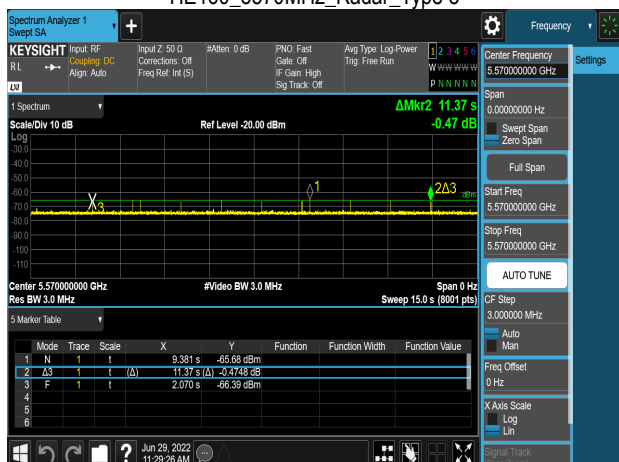 Spectrum Analyzer 1
Swept SA
+
Frequency
KEYSIGHT Input: RF Input Z: 50 Ω #Atten: 0 dB PNO: Fast Avg Type: Log-Power 1 2 3 4 5 6
RL Coupling: DC Corrections: Off Gate: Off Trig: Free Run W W W W W W
Align: Auto Freq Ref: Int (S) IF Gain: High
Sig Track: Off P N N N N N
LXI
Center Frequency
5.570000000 GHz
Settings
Span
0.00000000 Hz
Swept Span
Zero Span
Full Span
Start Freq
5.570000000 GHz
Stop Freq
5.570000000 GHz
AUTO TUNE
CF Step
3.000000 MHz
Auto
Man
Freq Offset
0 Hz
X Axis Scale
Log
Lin
Signal Track
1 Spectrum
ΔMkr2 11.37 s
Scale/Div 10 dB Ref Level -20.00 dBm -0.47 dB
Log
-30.0
-40.0
-50.0
-60.0
-70.0
-80.0
-90.0
-100
-110
3
1
2Δ3
dBm
Center 5.570000000 GHz #Video BW 3.0 MHz Span 0 Hz
Res BW 3.0 MHz Sweep 15.0 s (8001 pts)
5 Marker Table
Mode Trace Scale X Y Function Function Width Function Value
1 N 1 t 9.381 s -65.68 dBm
2 Δ3 1 t (Δ) 11.37 s (Δ) -0.4748 dB
3 F 1 t 2.070 s -66.39 dBm
4
5
6
?
Jun 29, 2022
11:29:26 AM